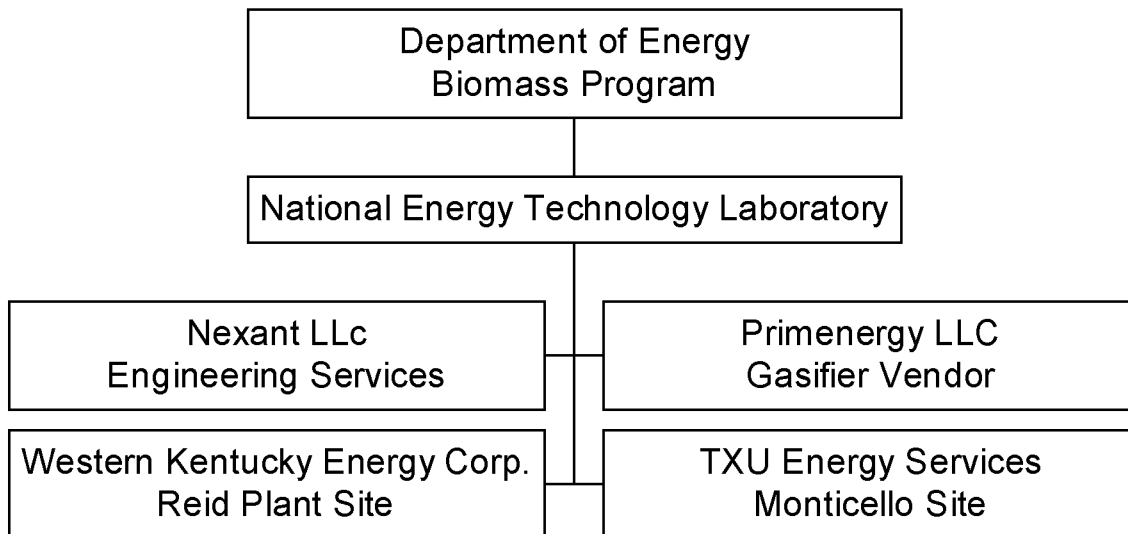 Department of Energy
Biomass Program
National Energy Technology Laboratory
Nexant LLc
Engineering Services
Primenergy LLC
Gasifier Vendor
Western Kentucky Energy Corp.
Reid Plant Site
TXU Energy Services
Monticello Site